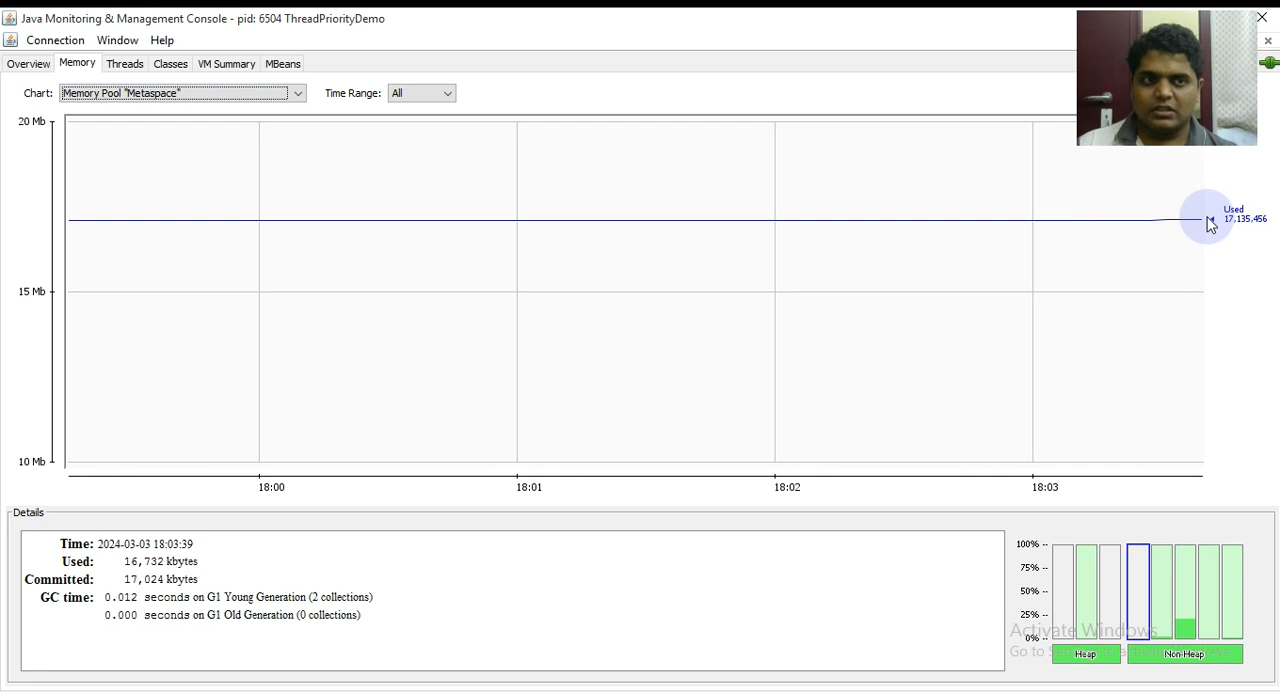 Java Monitoring & Management Console - pid: 6504 ThreadPriorityDemo
Connection Window Help
Overview Memory Threads Classes VM Summary MBeans
Chart: Memory Pool "Metaspace" Time Range: All
20 Mb
Used
17,135,456
15 Mb
10 Mb
18:00 18:01 18:02 18:03
Details
Time: 2024-03-03 18:03:39
Used: 16,732 kbytes
Committed: 17,024 kbytes
GC time: 0.012 seconds on G1 Young Generation (2 collections)
0.000 seconds on G1 Old Generation (0 collections)
100% --
75% --
50% --
25% --
0% --
Heap Non-Heap
Activate Windows
Go to